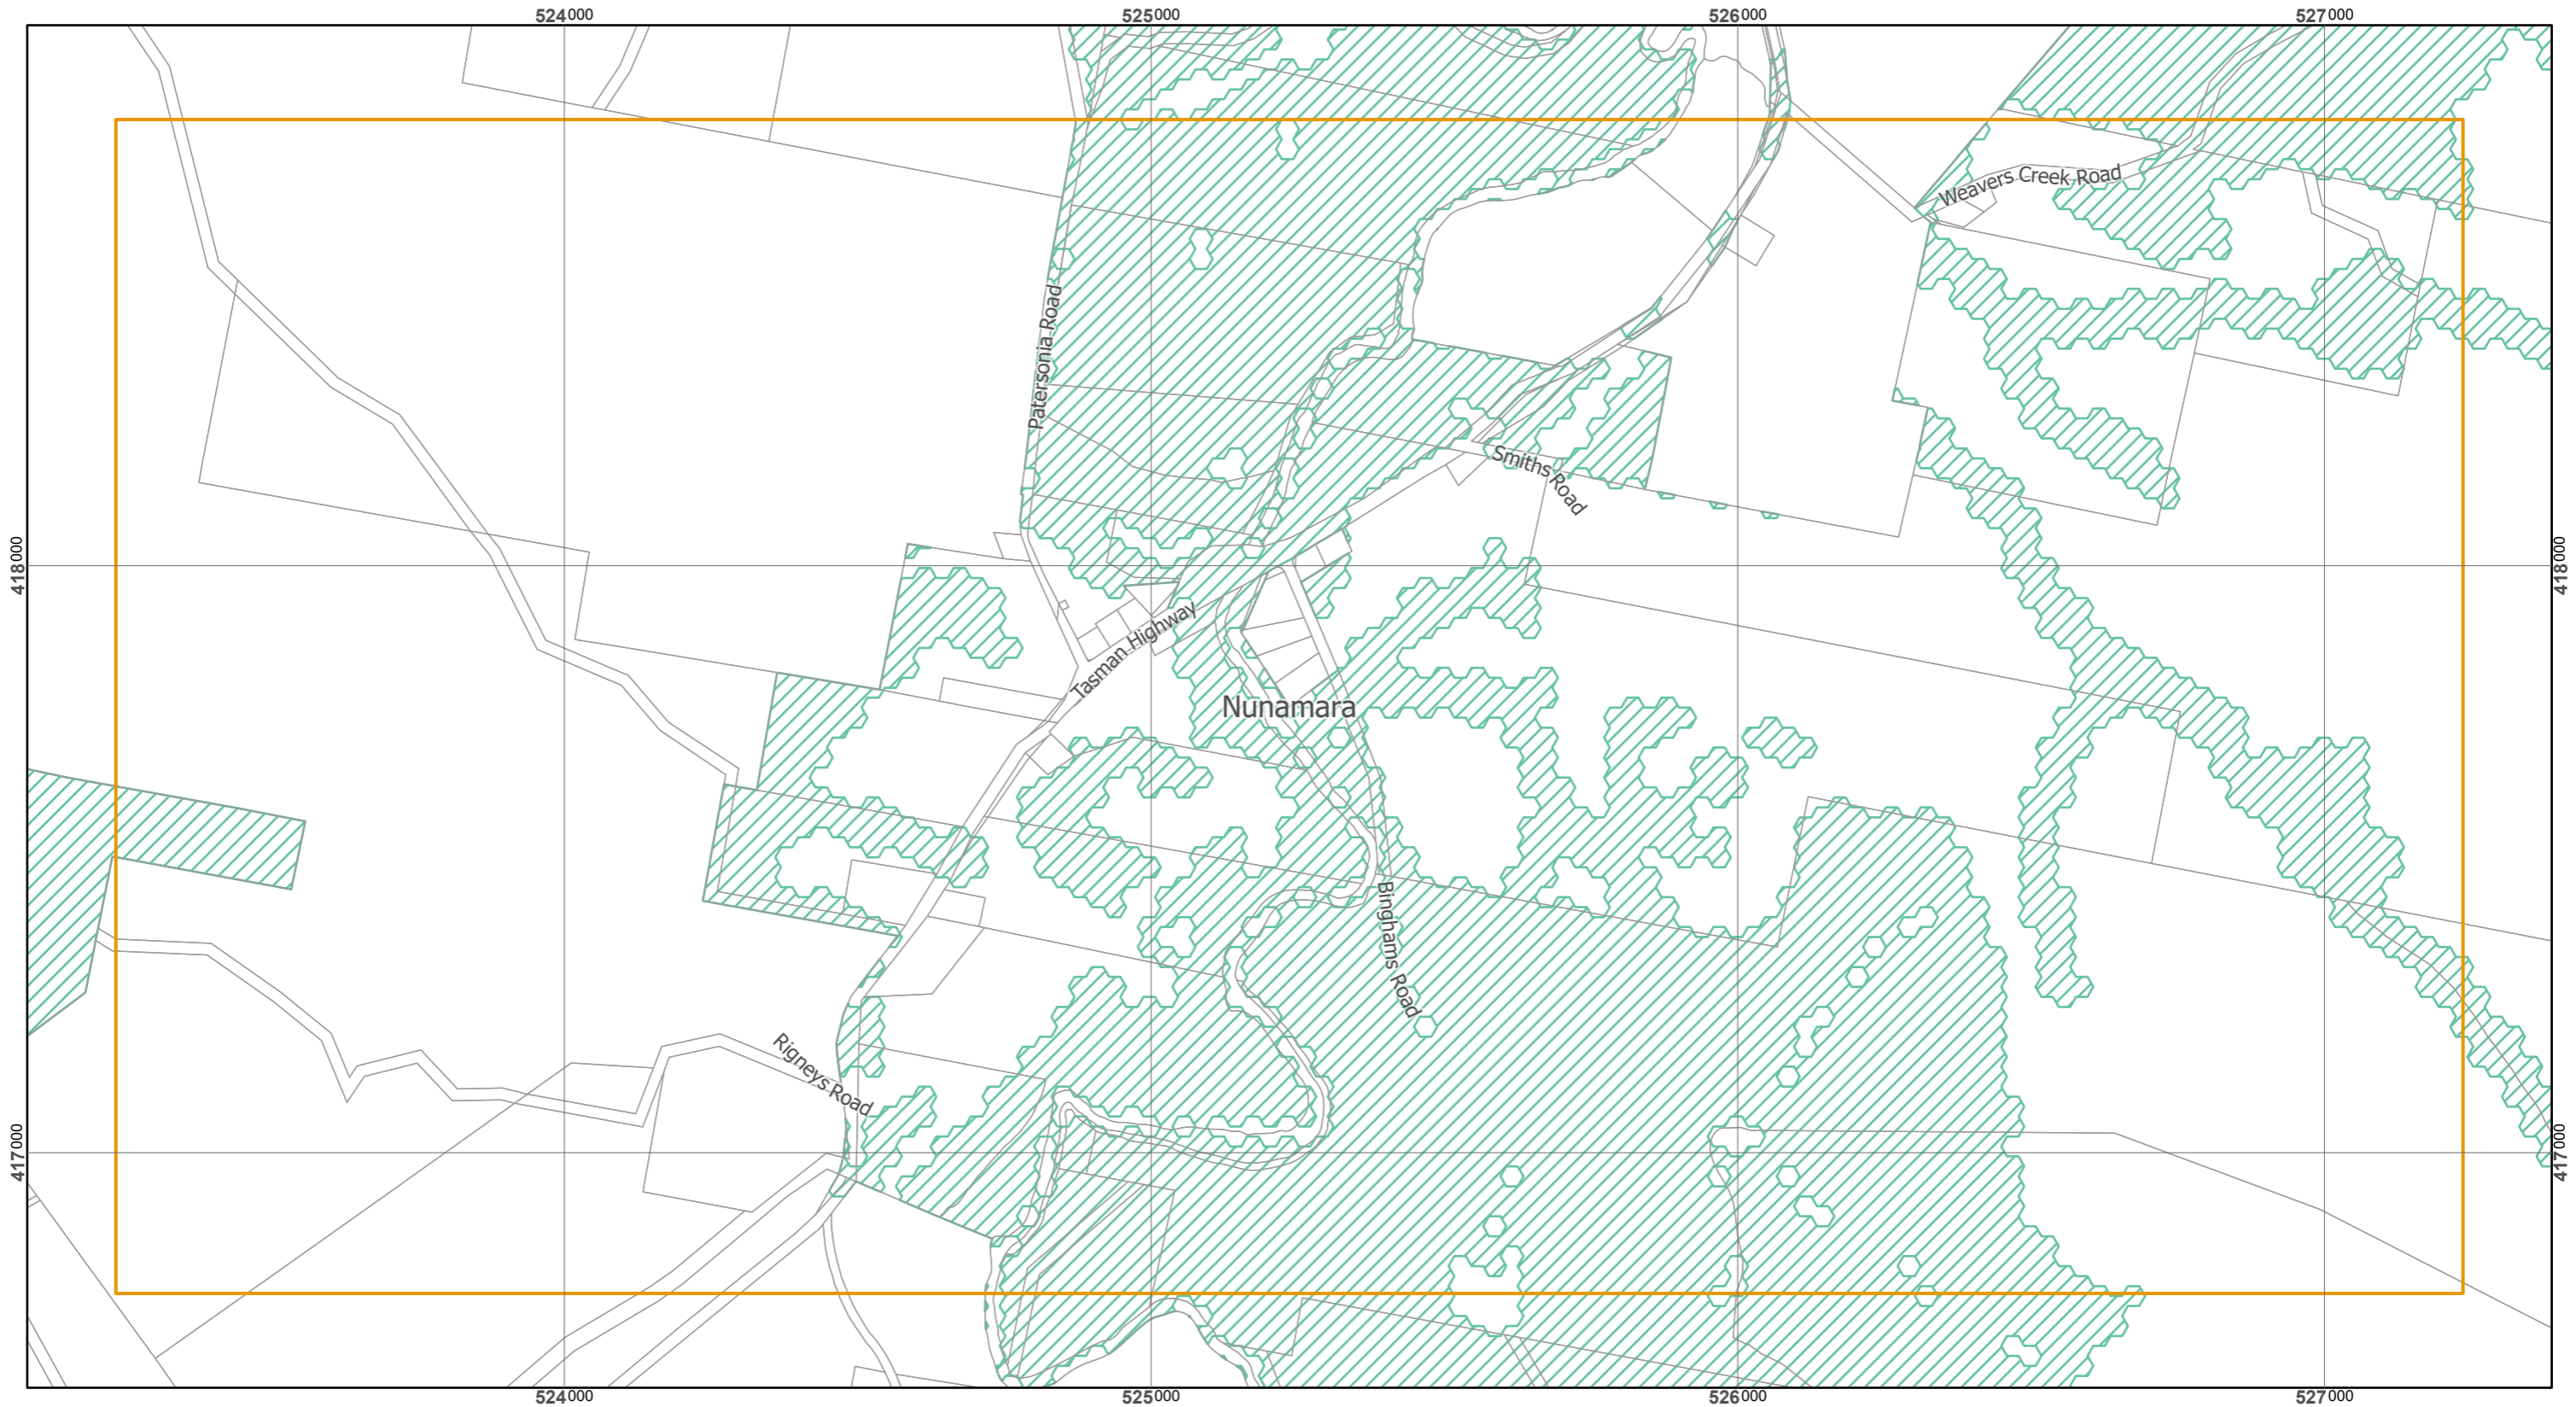 524000
525000
526000
527000
Weavers Creek Road
Patersonia Road
Smiths Road
418000
418000
Tasman Highway
Nunamara
Binghams Road
Rigneys Road
417000
417000
524000
525000
526000
527000